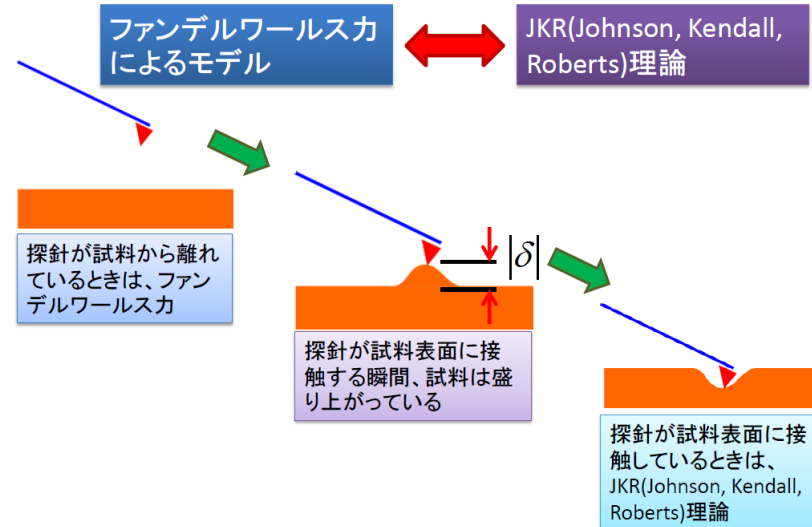 ファンデルワールス力
によるモデル
JKR(Johnson, Kendall,
Roberts)理論
探針が試料から離れ
ているときは、ファン
デルワールス力
|δ|
探針が試料表面に接
触する瞬間、試料は盛
り上がっている
探針が試料表面に接
触しているときは、
JKR(Johnson, Kendall,
Roberts)理論